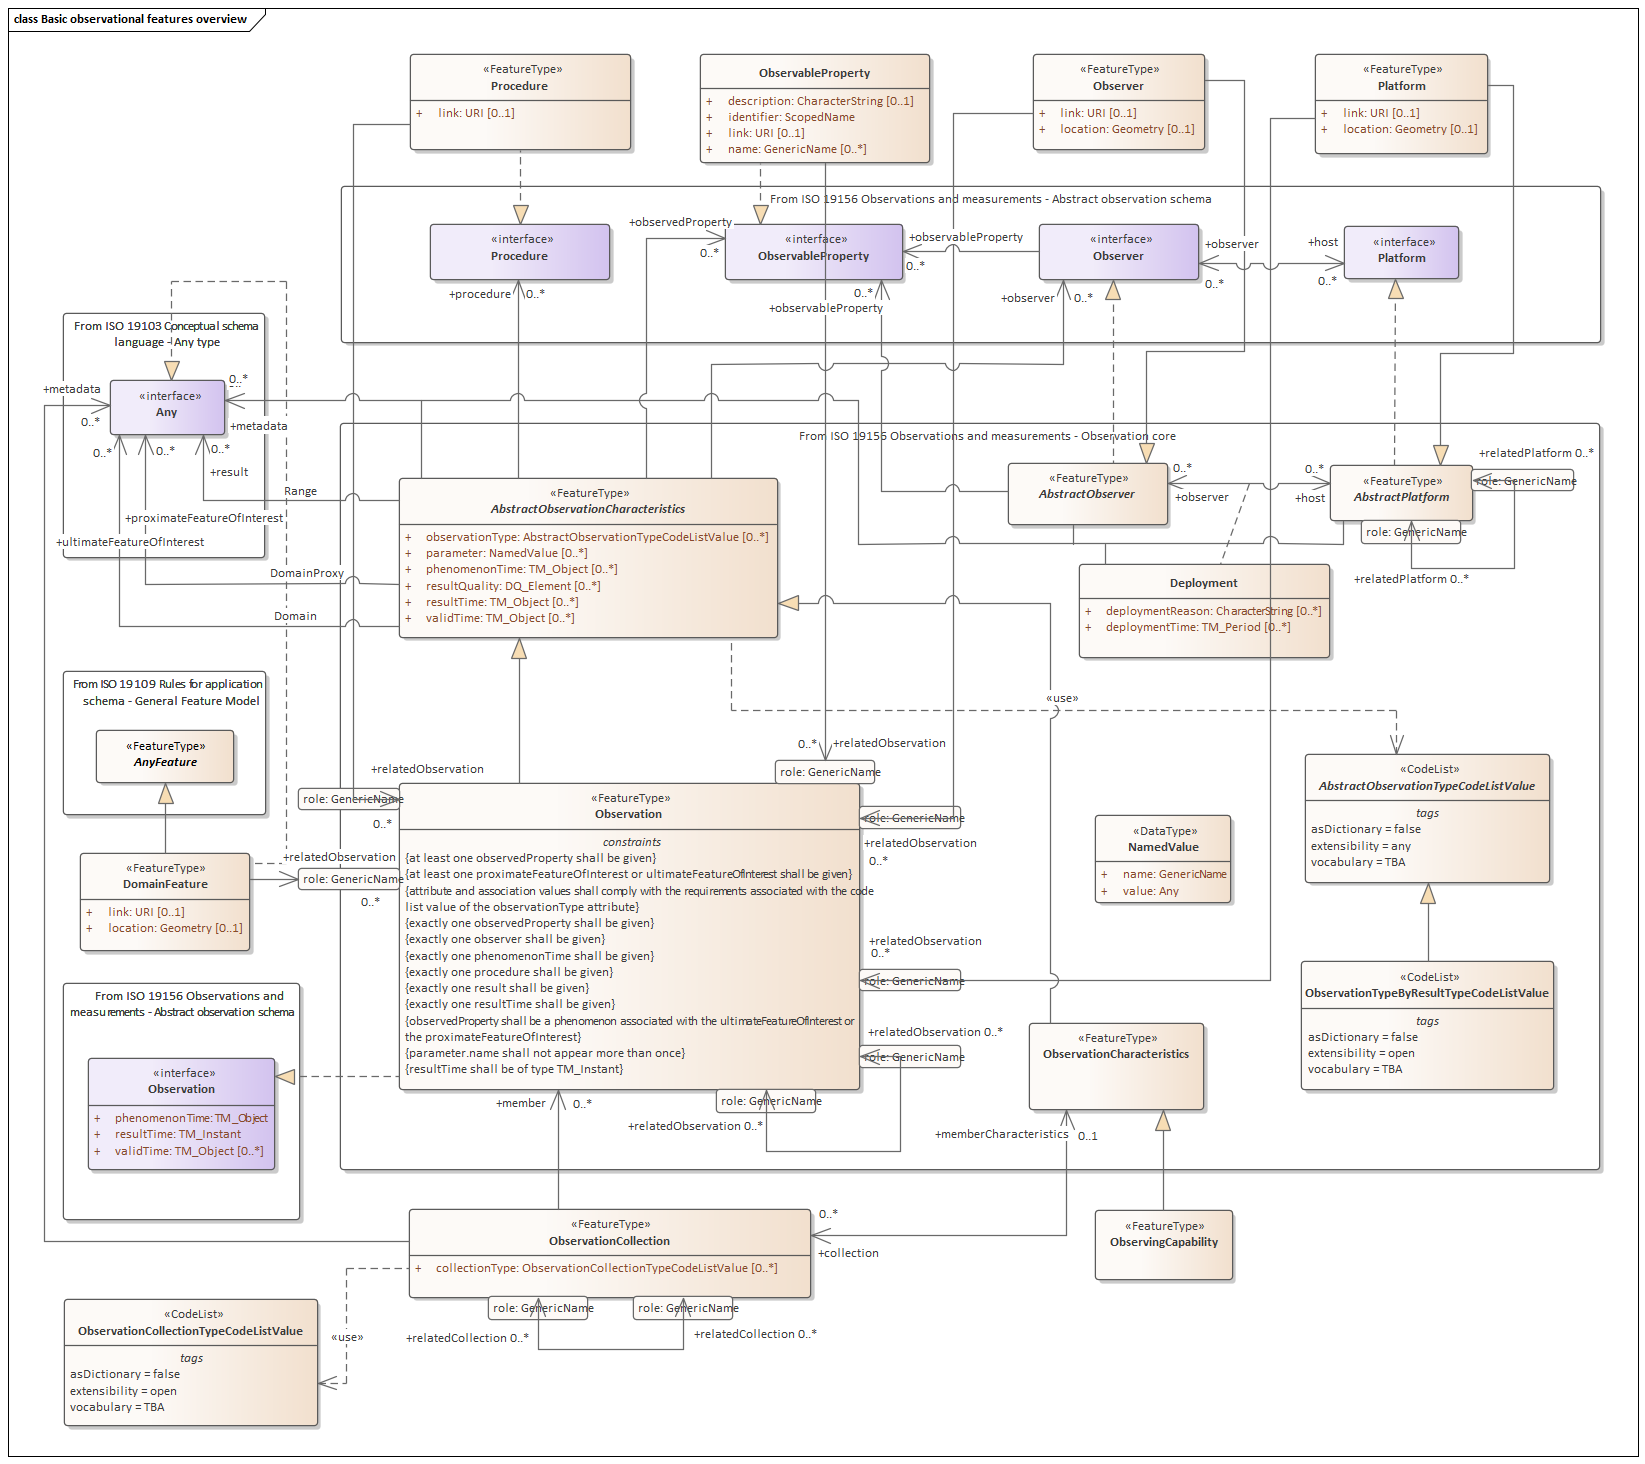 class Basic observational features overview
«FeatureType»
Procedure
+ link: URI [0..1]
ObservableProperty
+ description: CharacterString [0..1]
+ identifier: ScopedName
+ link: URI [0..1]
+ name: GenericName [0..*]
«FeatureType»
Observer
+ link: URI [0..1]
+ location: Geometry [0..1]
«FeatureType»
Platform
+ link: URI [0..1]
+ location: Geometry [0..1]
From ISO 19156 Observations and measurements - Abstract observation schema
«interface»
Procedure
+observedProperty
0..*
«interface»
ObservableProperty
+observableProperty
0..*
«interface»
Observer
+observer
0..*
+host
0..*
«interface»
Platform
+procedure
0..*
0..*
+observableProperty
+observer
0..*
From ISO 19103 Conceptual schema
language - Any type
+metadata
0..*
«interface»
Any
0..*
+metadata
0..*
0..*
0..*
+result
Range
+proximateFeatureOfInterest
+ultimateFeatureOfInterest
DomainProxy
Domain
From ISO 19156 Observations and measurements - Observation core
«FeatureType»
AbstractObservationCharacteristics
+ observationType: AbstractObservationTypeCodeListValue [0..*]
+ parameter: NamedValue [0..*]
+ phenomenonTime: TM_Object [0..*]
+ resultQuality: DQ_Element [0..*]
+ resultTime: TM_Object [0..*]
+ validTime: TM_Object [0..*]
«FeatureType»
AbstractObserver
0..*
+observer
0..*
+host
«FeatureType»
AbstractPlatform
+relatedPlatform 0..*
role: GenericName
role: GenericName
+relatedPlatform 0..*
Deployment
+ deploymentReason: CharacterString [0..*]
+ deploymentTime: TM_Period [0..*]
From ISO 19109 Rules for application
schema - General Feature Model
«FeatureType»
AnyFeature
«use»
0..*
+relatedObservation
role: GenericName
+relatedObservation
role: GenericName
0..*
«CodeList»
AbstractObservationTypeCodeListValue
tags
asDictionary = false
extensibility = any
vocabulary = TBA
«FeatureType»
Observation
constraints
{at least one observedProperty shall be given}
{at least one proximateFeatureOfInterest or ultimateFeatureOfInterest shall be given}
{attribute and association values shall comply with the requirements associated with the code
list value of the observationType attribute}
{exactly one observedProperty shall be given}
{exactly one observer shall be given}
{exactly one phenomenonTime shall be given}
{exactly one procedure shall be given}
{exactly one result shall be given}
{exactly one resultTime shall be given}
{observedProperty shall be a phenomenon associated with the ultimateFeatureOfInterest or
the proximateFeatureOfInterest}
{parameter.name shall not appear more than once}
{resultTime shall be of type TM_Instant}
role: GenericName
+relatedObservation
0..*
«DataType»
NamedValue
+ name: GenericName
+ value: Any
«FeatureType»
DomainFeature
+ link: URI [0..1]
+ location: Geometry [0..1]
+relatedObservation
role: GenericName
0..*
+relatedObservation
0..*
role: GenericName
«CodeList»
ObservationTypeByResultTypeCodeListValue
tags
asDictionary = false
extensibility = open
vocabulary = TBA
From ISO 19156 Observations and
measurements - Abstract observation schema
«interface»
Observation
+ phenomenonTime: TM_Object
+ resultTime: TM_Instant
+ validTime: TM_Object [0..*]
+relatedObservation 0..*
role: GenericName
role: GenericName
+relatedObservation 0..*
«FeatureType»
ObservationCharacteristics
+member
0..*
+memberCharacteristics
0..1
«FeatureType»
ObservationCollection
+ collectionType: ObservationCollectionTypeCodeListValue [0..*]
0..*
+collection
«FeatureType»
ObservingCapability
role: GenericName
role: GenericName
+relatedCollection 0..*
+relatedCollection 0..*
«use»
«CodeList»
ObservationCollectionTypeCodeListValue
tags
asDictionary = false
extensibility = open
vocabulary = TBA